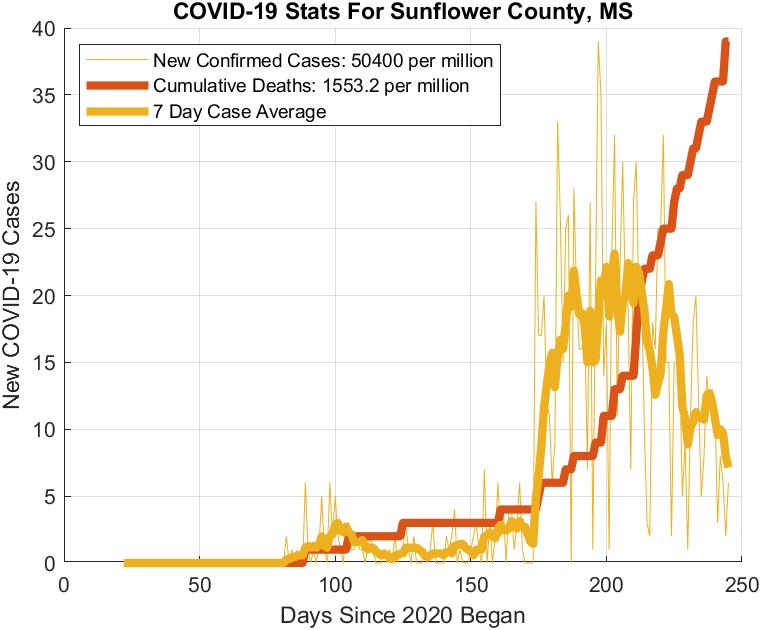 COVID-19 Stats For Sunflower County, MS
New Confirmed Cases: 50400 per million
Cumulative Deaths: 1553.2 per million
7 Day Case Average
New COVID-19 Cases
40
35
30
25
20
15
10
5
0
0 50 100 150 200 250
Days Since 2020 Began